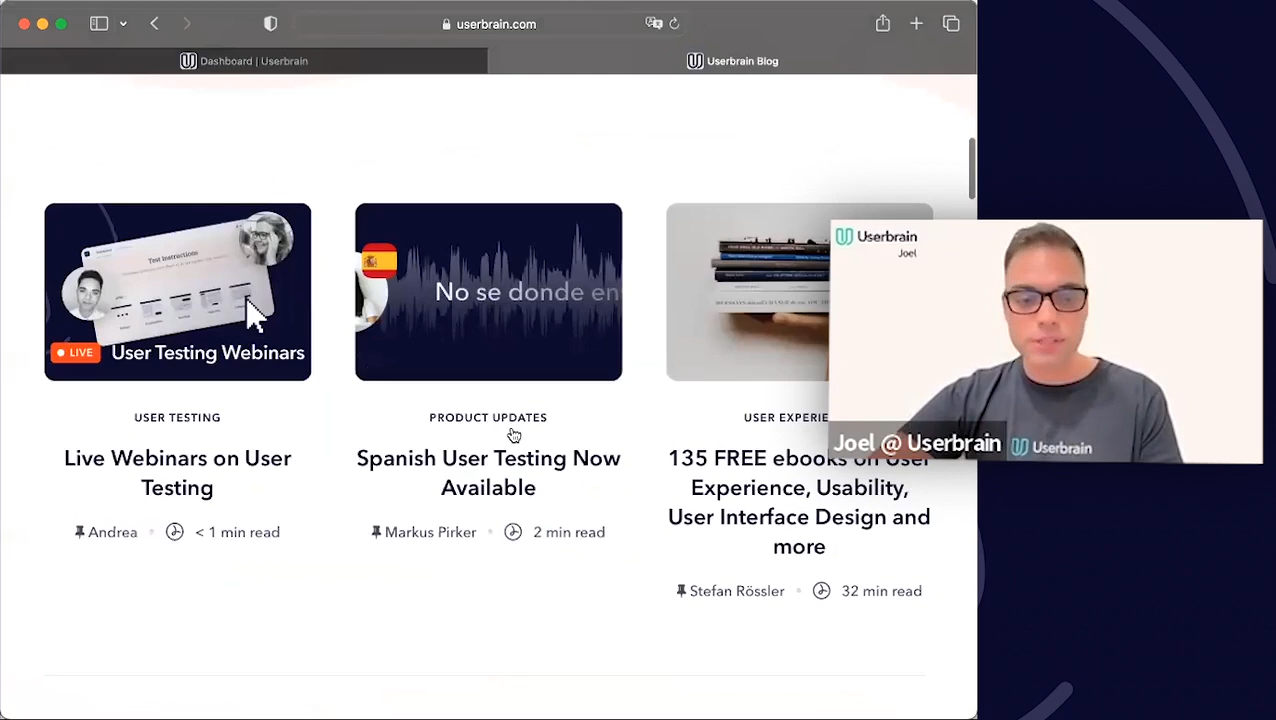 userbrain.com
Dashboard | Userbrain
Userbrain Blog
Test Instructions
LIVE
User Testing Webinars
No se donde en
USER TESTING
PRODUCT UPDATES
USER EXPERIE
Live Webinars on User
Testing
Spanish User Testing Now
Available
135 FREE ebooks on User
Experience, Usability,
User Interface Design and
more
Andrea
< 1 min read
Markus Pirker
2 min read
Stefan Rössler
32 min read
Userbrain
Joel
Joel @ Userbrain
Userbrain